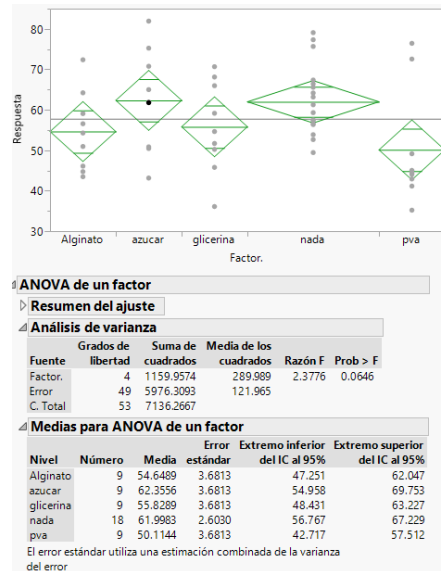 80
70
60
50
40
30
Respuesta
Alginato azucar glicerina nada pva
Factor.
ANOVA de un factor
Resumen del ajuste
Análisis de varianza
Fuente Grados de libertad Suma de cuadrados Media de los cuadrados Razón F Prob > F
Factor. 4 1159.9574 289.989 2.3776 0.0646
Error 49 5976.3093 121.965
C. Total 53 7136.2667
Medias para ANOVA de un factor
Nivel Número Media Error estándar Extremo inferior del IC al 95% Extremo superior del IC al 95%
Alginato 9 54.6489 3.6813 47.251 62.047
azucar 9 62.3556 3.6813 54.958 69.753
glicerina 9 55.8289 3.6813 48.431 63.227
nada 18 61.9983 2.6030 56.767 67.229
pva 9 50.1144 3.6813 42.717 57.512
El error estándar utiliza una estimación combinada de la varianza
del error